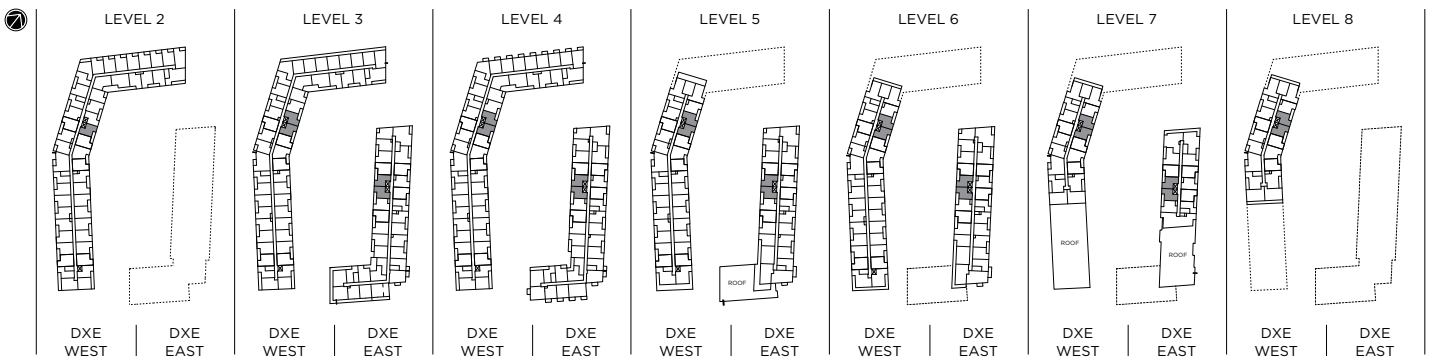 LEVEL 2
LEVEL 3
LEVEL 4
LEVEL 5
LEVEL 6
LEVEL 7
LEVEL 8
ROOF
ROOF
ROOF
DXE
WEST
DXE
EAST
DXE
WEST
DXE
EAST
DXE
WEST
DXE
EAST
DXE
WEST
DXE
EAST
DXE
WEST
DXE
EAST
DXE
WEST
DXE
EAST
DXE
WEST
DXE
EAST